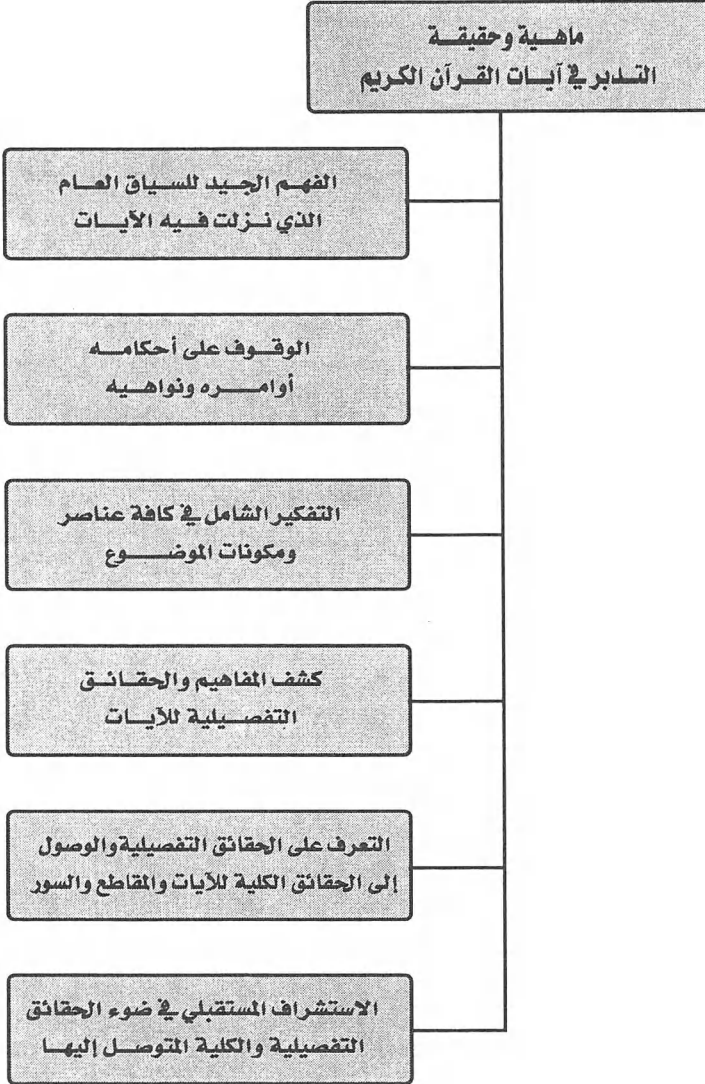 ماهية وحقيقة
التدبر في آيات القرآن الكريم
الفهم الجيد للسياق العام
الذي نزلت فيه الآيات
الوقوف على أحكامه
أوامره ونواهيه
التفكير الشامل في كافة عناصر
ومكونات الموضوع
كشف المفاهيم والحقائق
التفصيلية للآيات
التعرف على الحقائق التفصيلية والوصول
إلى الحقائق الكلية للآيات والمقاطع والسور
الاستشراف المستقبلي في ضوء الحقائق
التفصيلية والكلية المتوصل إليها